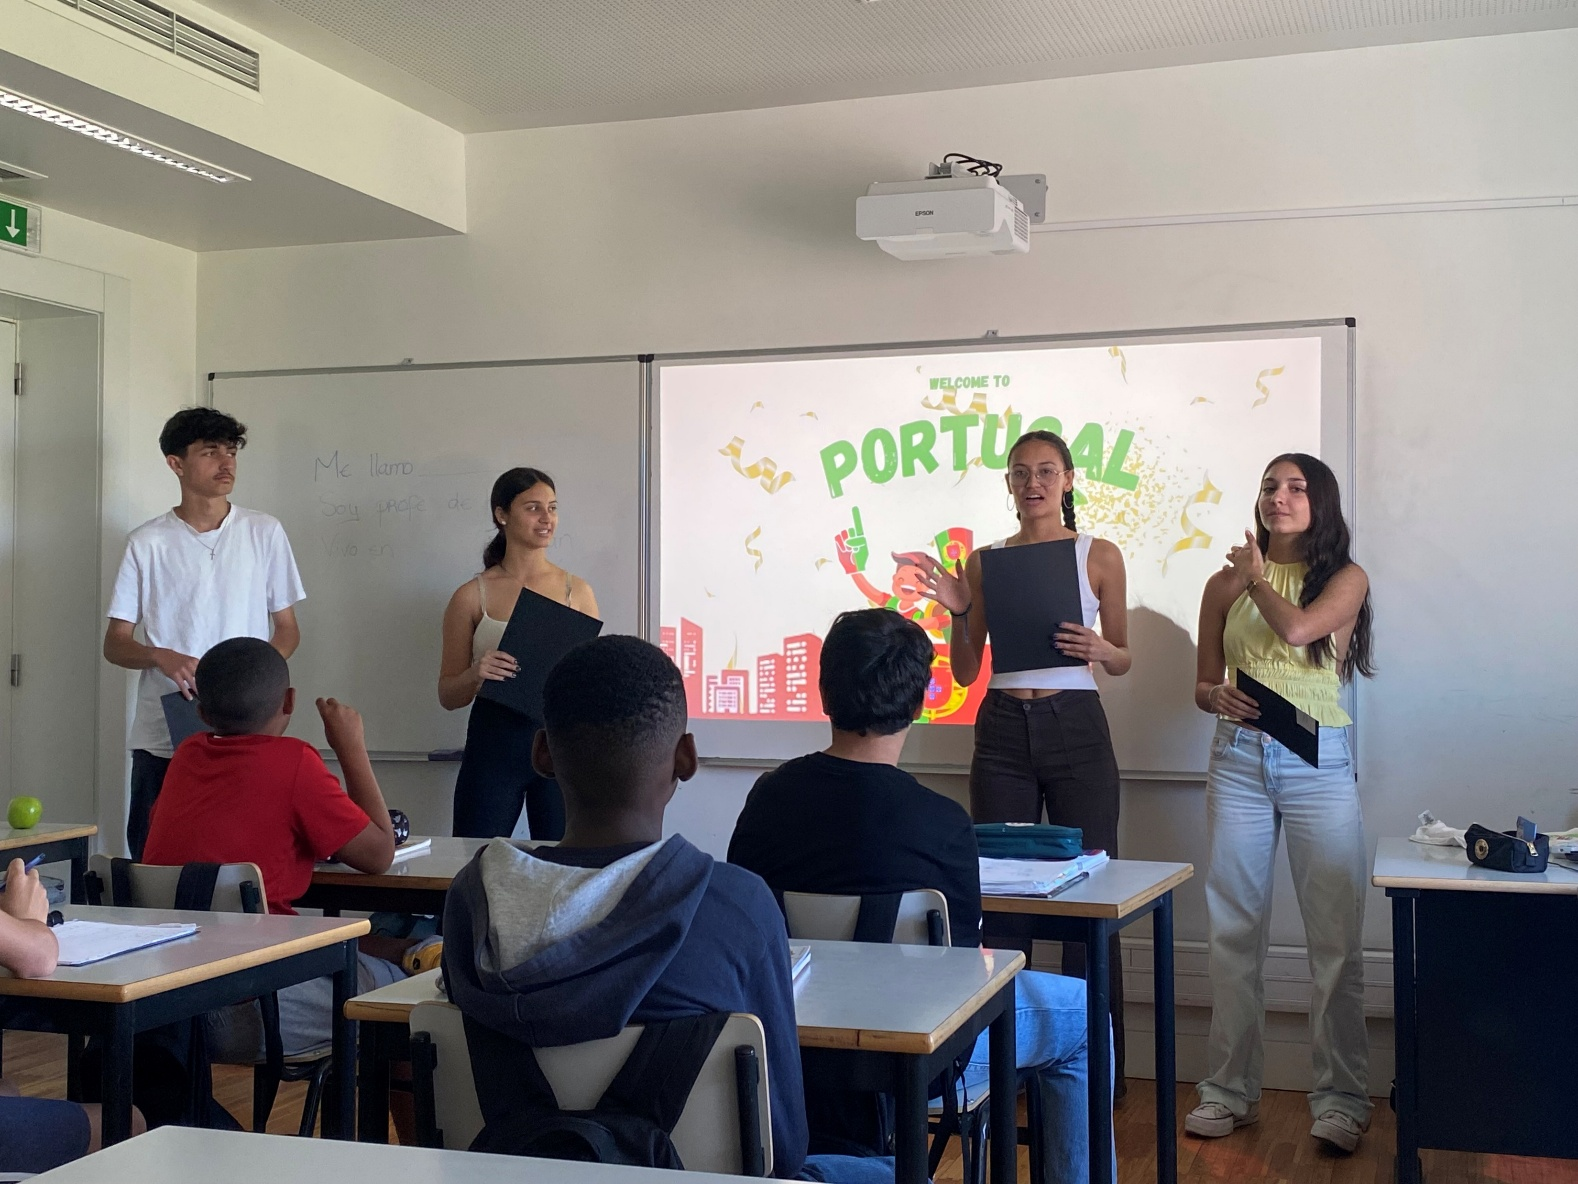 EPSON
WELCOME TO
PORTUGAL
Me llamo
Soy profe de
Vivo en